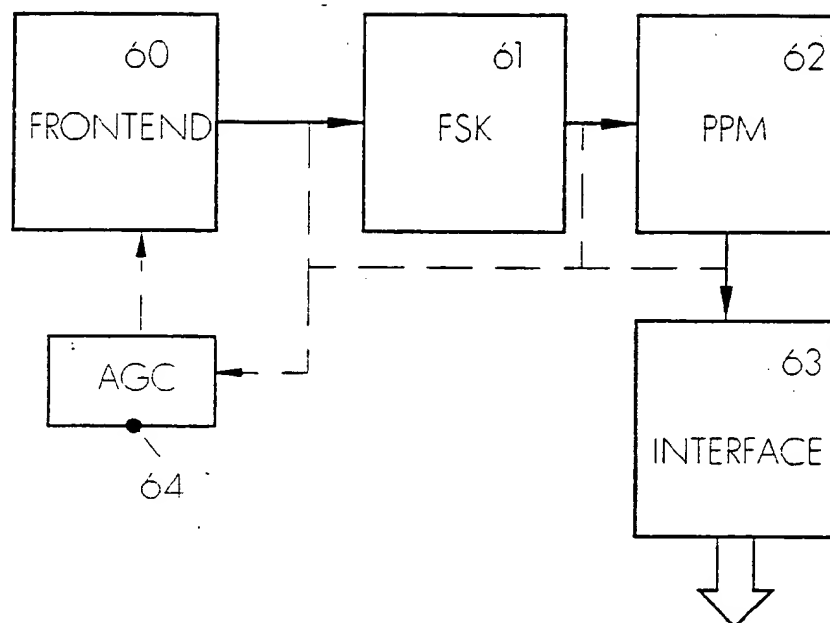 60
FRONTEND
61
FSK
62
PPM
AGC
64
63
INTERFACE